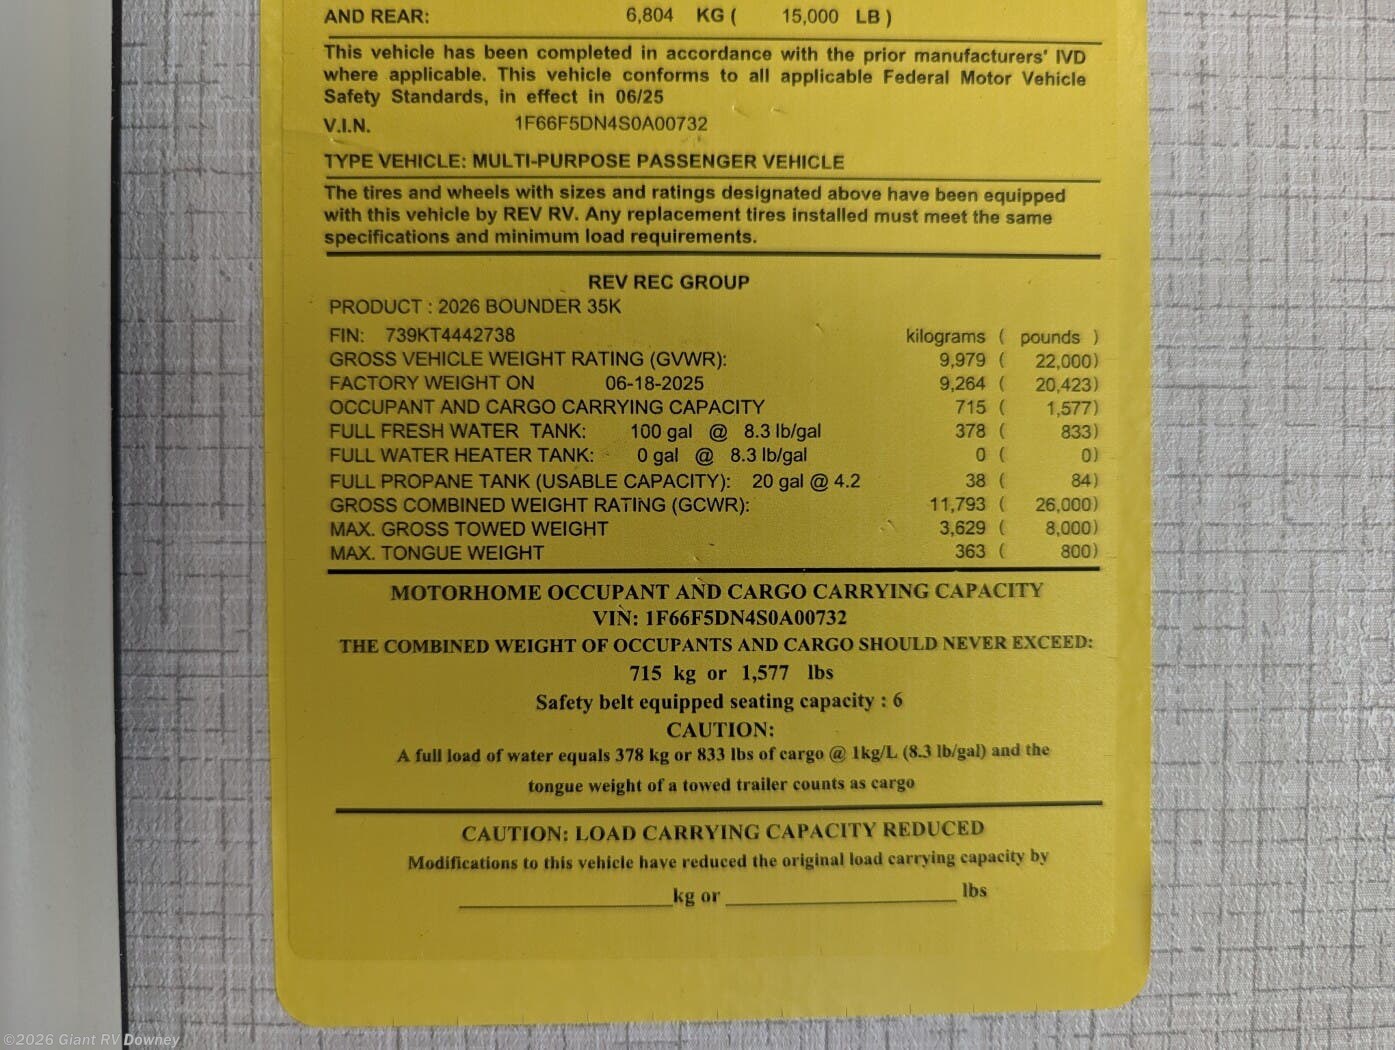 AND REAR: 6,804 KG ( 15,000 LB )
This vehicle has been completed in accordance with the prior manufacturers' IVD
where applicable. This vehicle conforms to all applicable Federal Motor Vehicle
Safety Standards, in effect in 06/25
V.I.N. 1F66F5DN4S0A00732
TYPE VEHICLE: MULTI-PURPOSE PASSENGER VEHICLE
The tires and wheels with sizes and ratings designated above have been equipped
with this vehicle by REV RV. Any replacement tires installed must meet the same
specifications and minimum load requirements.
REV REC GROUP
PRODUCT : 2026 BOUNDER 35K
FIN: 739KT4442738 kilograms ( pounds )
GROSS VEHICLE WEIGHT RATING (GVWR): 9,979 ( 22,000)
FACTORY WEIGHT ON 06-18-2025 9,264 ( 20,423)
OCCUPANT AND CARGO CARRYING CAPACITY 715 ( 1,577)
FULL FRESH WATER TANK: 100 gal @ 8.3 lb/gal 378 ( 833)
FULL WATER HEATER TANK: 0 gal @ 8.3 lb/gal 0 ( 0)
FULL PROPANE TANK (USABLE CAPACITY): 20 gal @ 4.2 38 ( 84)
GROSS COMBINED WEIGHT RATING (GCWR): 11,793 ( 26,000)
MAX. GROSS TOWED WEIGHT 3,629 ( 8,000)
MAX. TONGUE WEIGHT 363 ( 800)
MOTORHOME OCCUPANT AND CARGO CARRYING CAPACITY
VIN: 1F66F5DN4S0A00732
THE COMBINED WEIGHT OF OCCUPANTS AND CARGO SHOULD NEVER EXCEED:
715 kg or 1,577 lbs
Safety belt equipped seating capacity : 6
CAUTION:
A full load of water equals 378 kg or 833 lbs of cargo @ 1kg/L (8.3 lb/gal) and the
tongue weight of a towed trailer counts as cargo
CAUTION: LOAD CARRYING CAPACITY REDUCED
Modifications to this vehicle have reduced the original load carrying capacity by
____________________kg or ______________________ lbs
©2026 Giant RV Downey